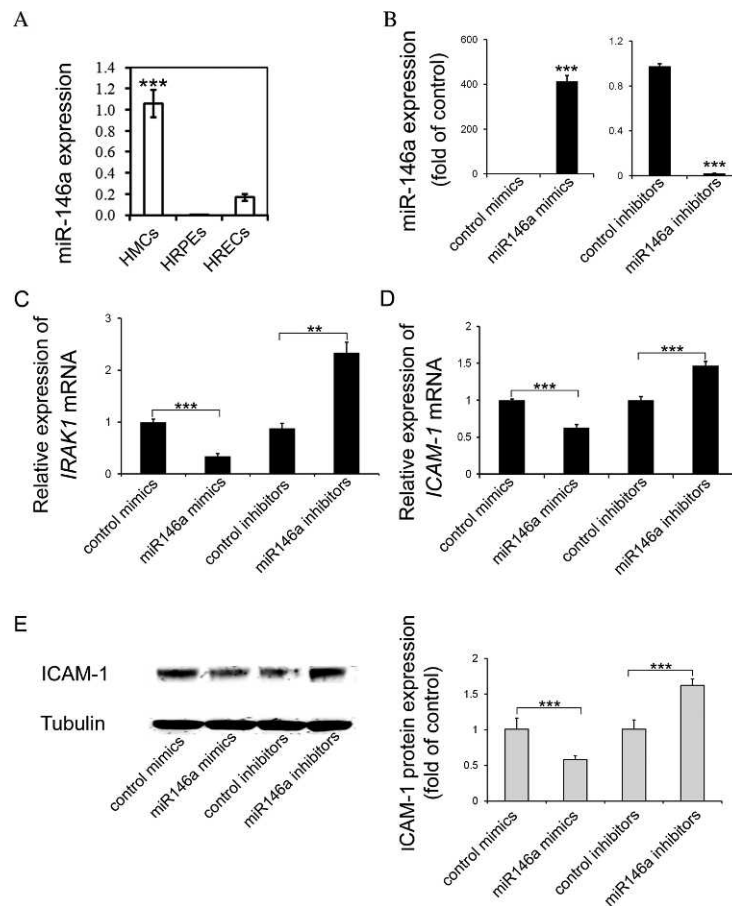 A
miR-146a expression
1.4
1.2
1.0
0.8
0.6
0.4
0.2
0.0
***
HMCs
HRPEs
HRECs
B
miR-146a expression
(fold of control)
600
400
200
0
***
control mimics
miR146a mimics
1.2
0.8
0.4
0
***
control inhibitors
miR146a inhibitors
C
Relative expression of
IRAK1 mRNA
3
2
1
0
***
**
control mimics
miR146a mimics
control inhibitors
miR146a inhibitors
D
Relative expression of
ICAM-1 mRNA
2
1.5
1
0.5
0
***
***
control mimics
miR146a mimics
control inhibitors
miR146a inhibitors
E
ICAM-1
Tubulin
control mimics
miR146a mimics
control inhibitors
miR146a inhibitors
ICAM-1 protein expression
(fold of control)
2
1.5
1
0.5
0
***
***
control mimics
miR146a mimics
control inhibitors
miR146a inhibitors